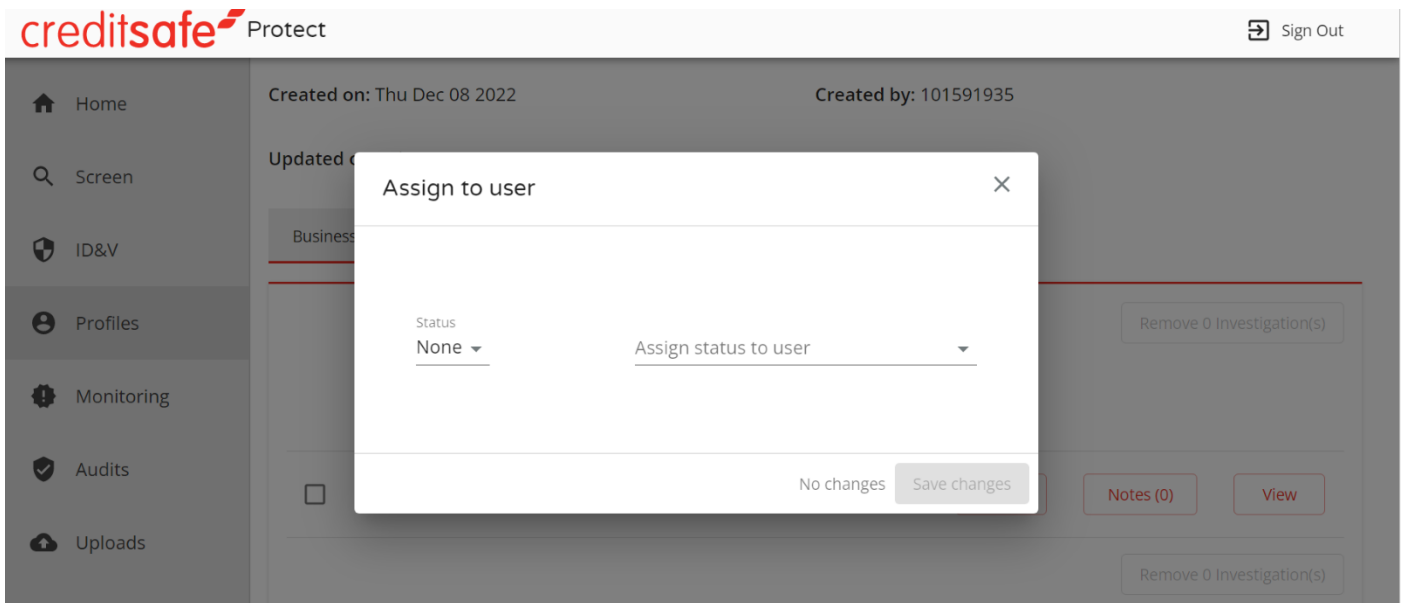 creditsafe Protect
Sign Out
Home
Screen
ID&V
Profiles
Monitoring
Audits
Uploads
Created on: Thu Dec 08 2022
Created by: 101591935
Updated
Business
Assign to user
Status
None
Assign status to user
No changes
Save changes
Remove 0 Investigation(s)
Notes (0)
View
Remove 0 Investigation(s)